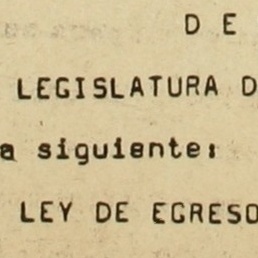 D E
LEGISLATURA D
a siguiente:
LEY DE EGRESO